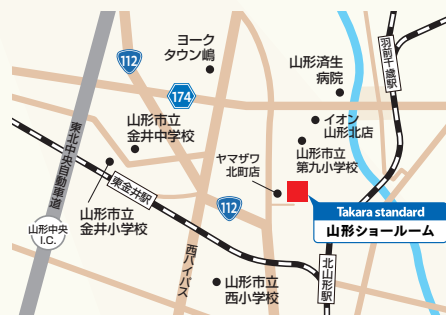 ヨーク
タウン嶋
112
山形済生
病院
羽前千歳駅
174
イオン
山形北店
山形市立
金井中学校
東北中央自動車道
山形市立
第九小学校
ヤマザワ
北町店
東金井駅
山形市立
金井小学校
112
Takara standard
山形ショールーム
山形中央
I.C.
西バイパス
北山形駅
山形市立
西小学校